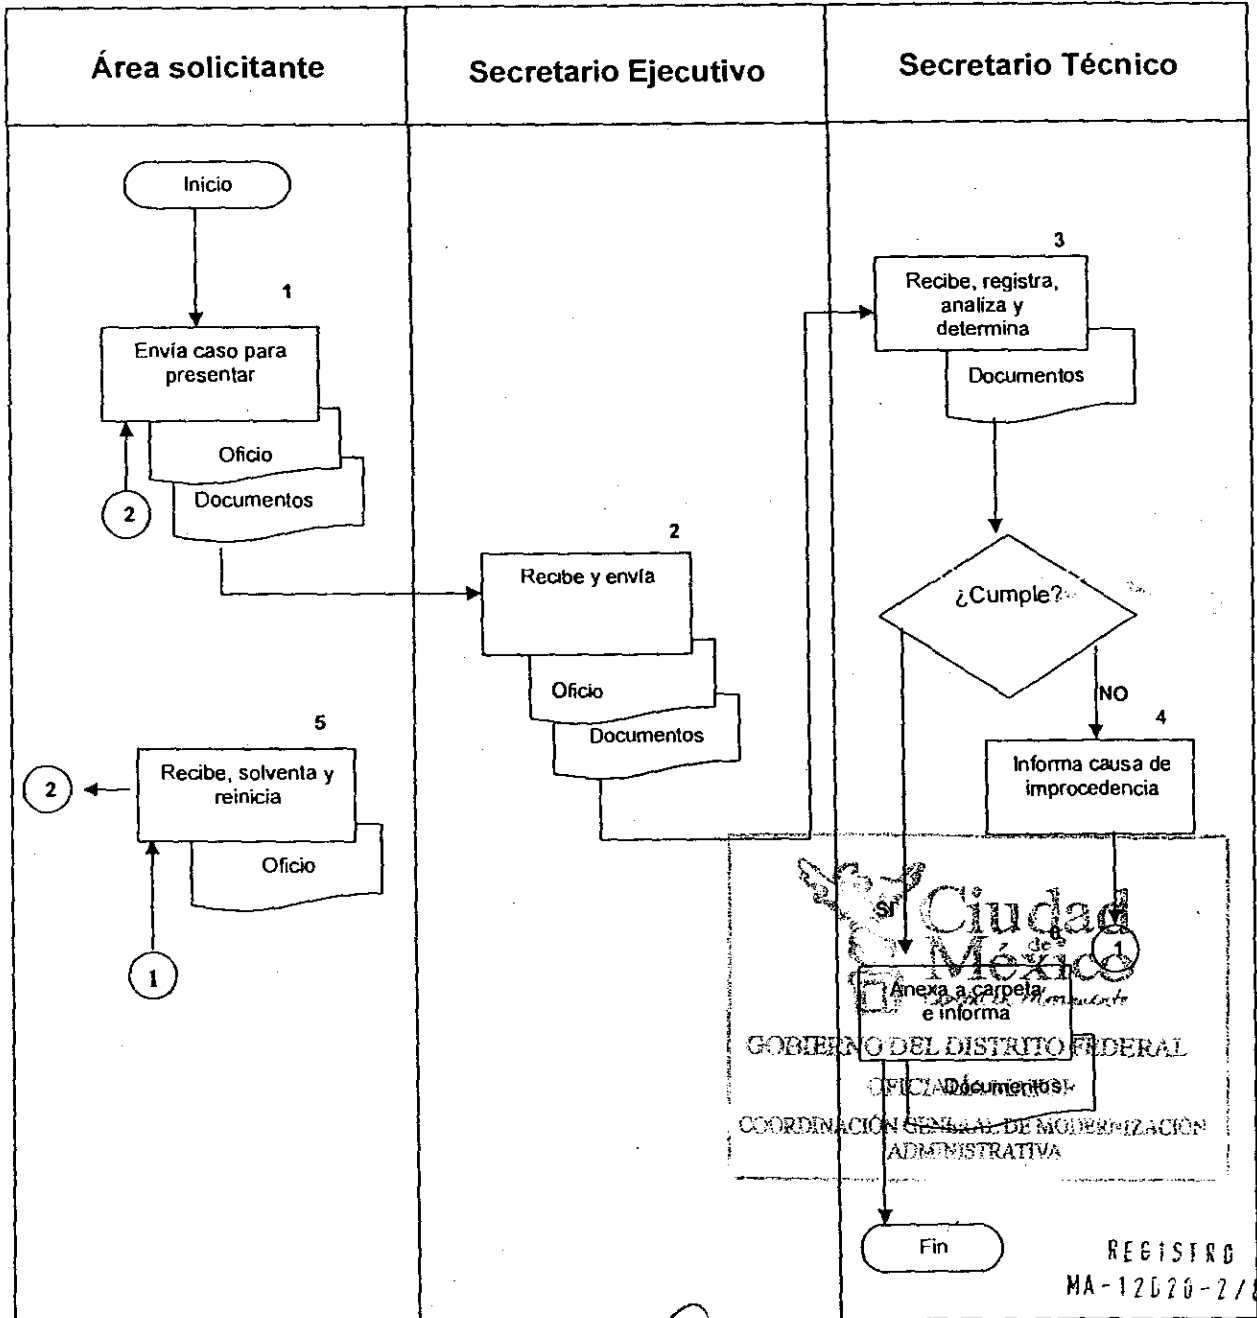 Área solicitante
Secretario Ejecutivo
Secretario Técnico
Inicio
1
Envía caso para
presentar
Oficio
Documentos
2
2
Recibe y envía
Oficio
Documentos
3
Recibe, registra,
analiza y
determina
Documentos
¿Cumple?
NO
4
Informa causa de
improcedencia
1
5
Recibe, solventa y
reinicia
Oficio
2
1
SI
6
Anexa a carpeta
e informa
Documentos
Fin
Ciudad
de
México
GOBIERNO DEL DISTRITO FEDERAL
COORDINACIÓN GENERAL DE MODERNIZACIÓN
ADMINISTRATIVA
REGISTRO